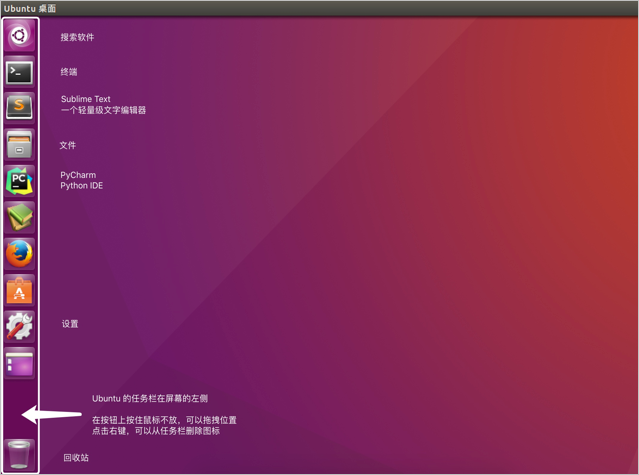 Ubuntu 桌面
搜索软件
终端
Sublime Text
一个轻量级文字编辑器
文件
PyCharm
Python IDE
设置
Ubuntu 的任务栏在屏幕的左侧
在按钮上按住鼠标不放，可以拖拽位置
点击右键，可以从任务栏删除图标
回收站